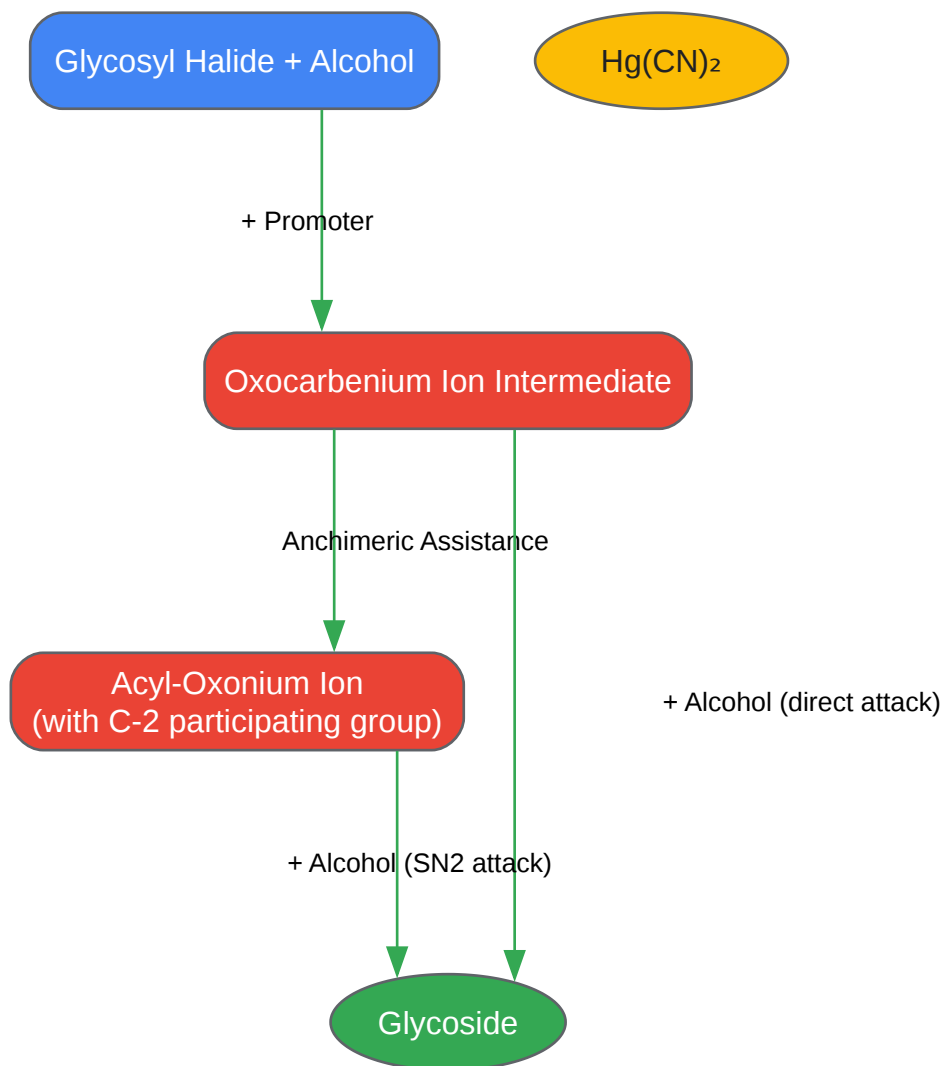 Glycosyl Halide + Alcohol
Hg(CN)₂
+ Promoter
Oxocarbenium Ion Intermediate
Anchimeric Assistance
Acyl-Oxonium Ion
(with C-2 participating group)
+ Alcohol (direct attack)
+ Alcohol (SN2 attack)
Glycoside